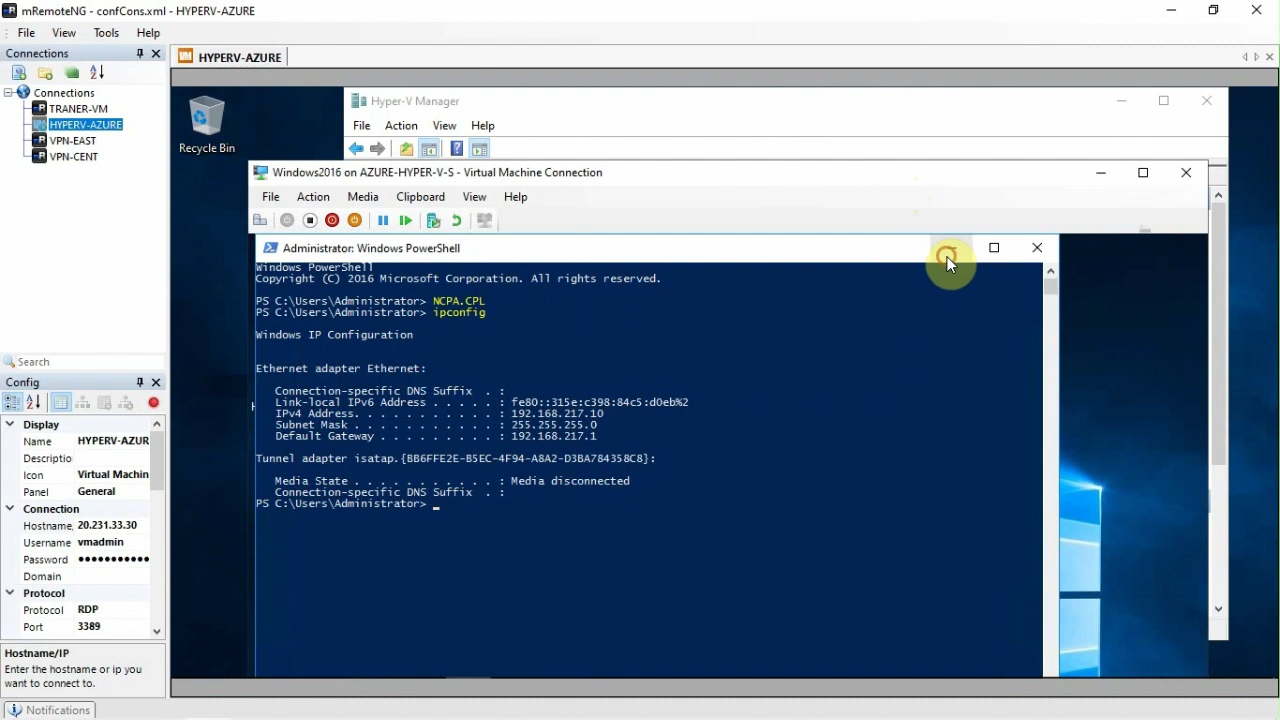 mRemoteNG - confCons.xml - HYPERV-AZURE
File View Tools Help
Connections
HYPERV-AZURE
Connections
TRANER-VM
HYPERV-AZURE
VPN-EAST
VPN-CENT
Search
Config
Display
Name HYPERV-AZUR
Descriptio
Icon Virtual Machin
Panel General
Connection
Hostname, 20.231.33.30
Username vmadmin
Password ●●●●●●●●●●●
Domain
Protocol
Protocol RDP
Port 3389
Hostname/IP
Enter the hostname or ip you
want to connect to.
Notifications
Recycle Bin
Hyper-V Manager
File Action View Help
Windows2016 on AZURE-HYPER-V-S - Virtual Machine Connection
File Action Media Clipboard View Help
Administrator: Windows PowerShell
Windows PowerShell
Copyright (C) 2016 Microsoft Corporation. All rights reserved.
PS C:\Users\Administrator> NCPA.CPL
PS C:\Users\Administrator> ipconfig
Windows IP Configuration
Ethernet adapter Ethernet:
Connection-specific DNS Suffix . :
Link-local IPv6 Address . . . . . : fe80::315e:c398:84c5:d0eb%2
IPv4 Address. . . . . . . . . . . : 192.168.217.10
Subnet Mask . . . . . . . . . . . : 255.255.255.0
Default Gateway . . . . . . . . . : 192.168.217.1
Tunnel adapter isatap.{BB6FFE2E-B5EC-4F94-A8A2-D3BA784358C8}:
Media State . . . . . . . . . . . : Media disconnected
Connection-specific DNS Suffix . :
PS C:\Users\Administrator> _